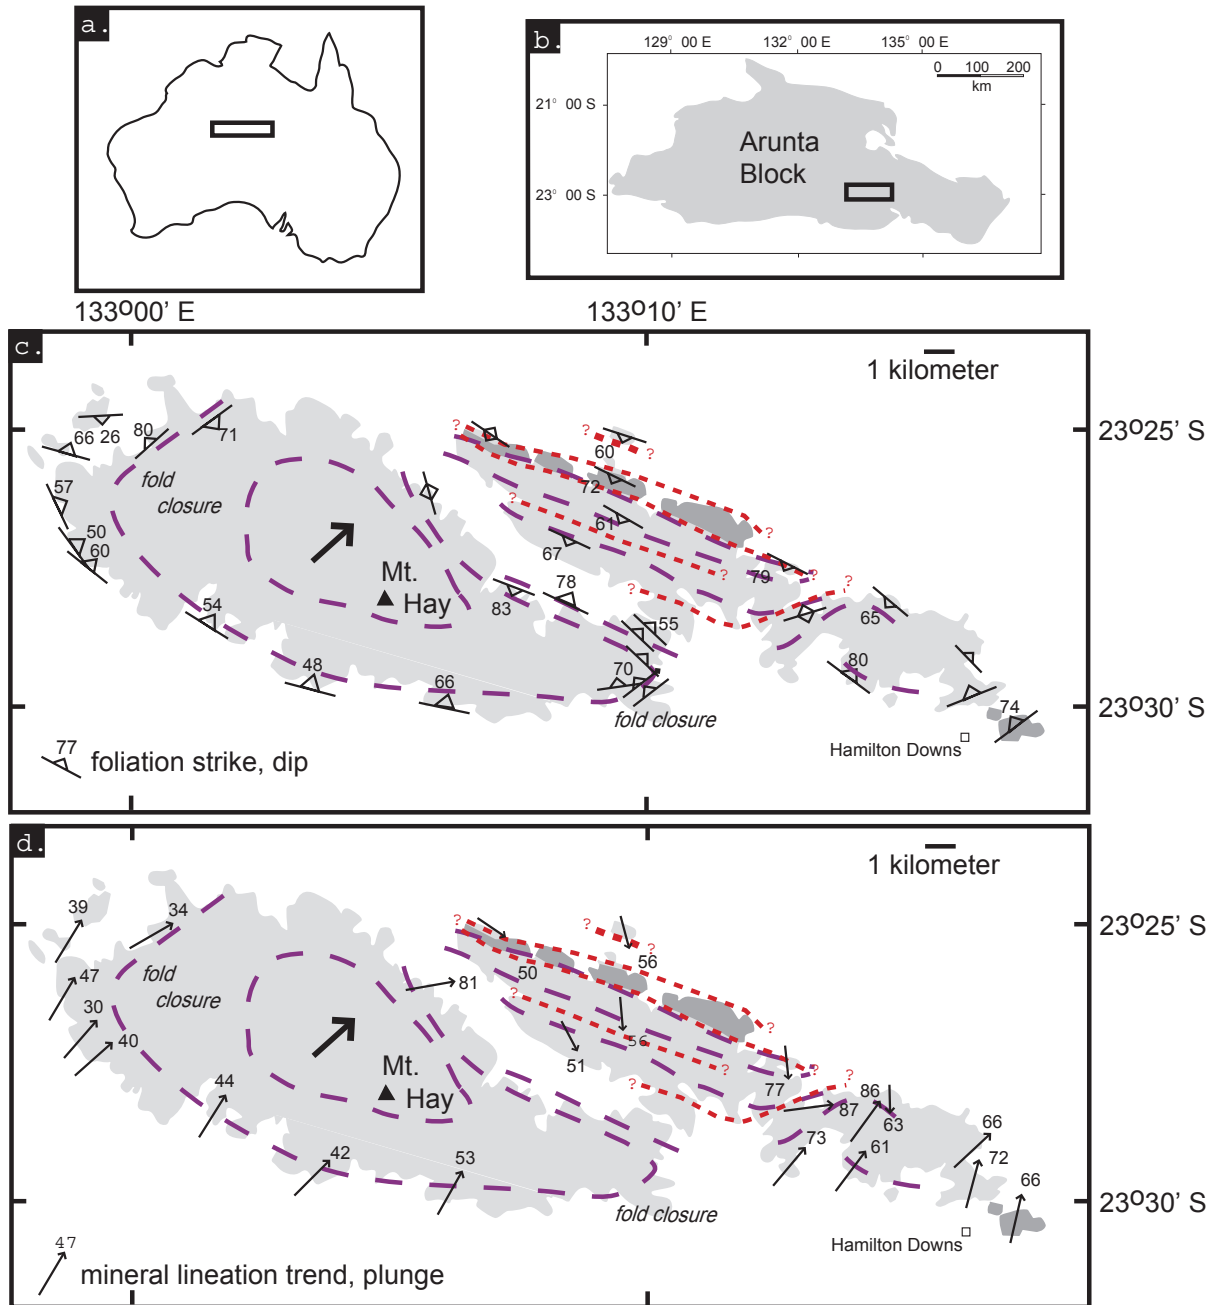 a.
b.
129° 00 E 132° 00 E 135° 00 E
0 100 200
km
21° 00 S
Arunta
Block
23° 00 S
133O00' E 133O10' E
c.
1 kilometer
66 26 80 71
60
23O25' S
fold
closure
57
72
50
60
61
67
79
Mt.
Hay
83
78
54
55
65
48
66
70
80
fold closure
74
23O30' S
Hamilton Downs
77
foliation strike, dip
? ? ? ? ? ? ? ? ?
d.
1 kilometer
39
34
23O25' S
fold
closure
47
81
50
56
30
40
56
51
Mt.
Hay
44
77
86
87
63
73
61
66
42
53
72
66
fold closure
23O30' S
Hamilton Downs
47
mineral lineation trend, plunge
? ? ? ? ? ? ? ? ?